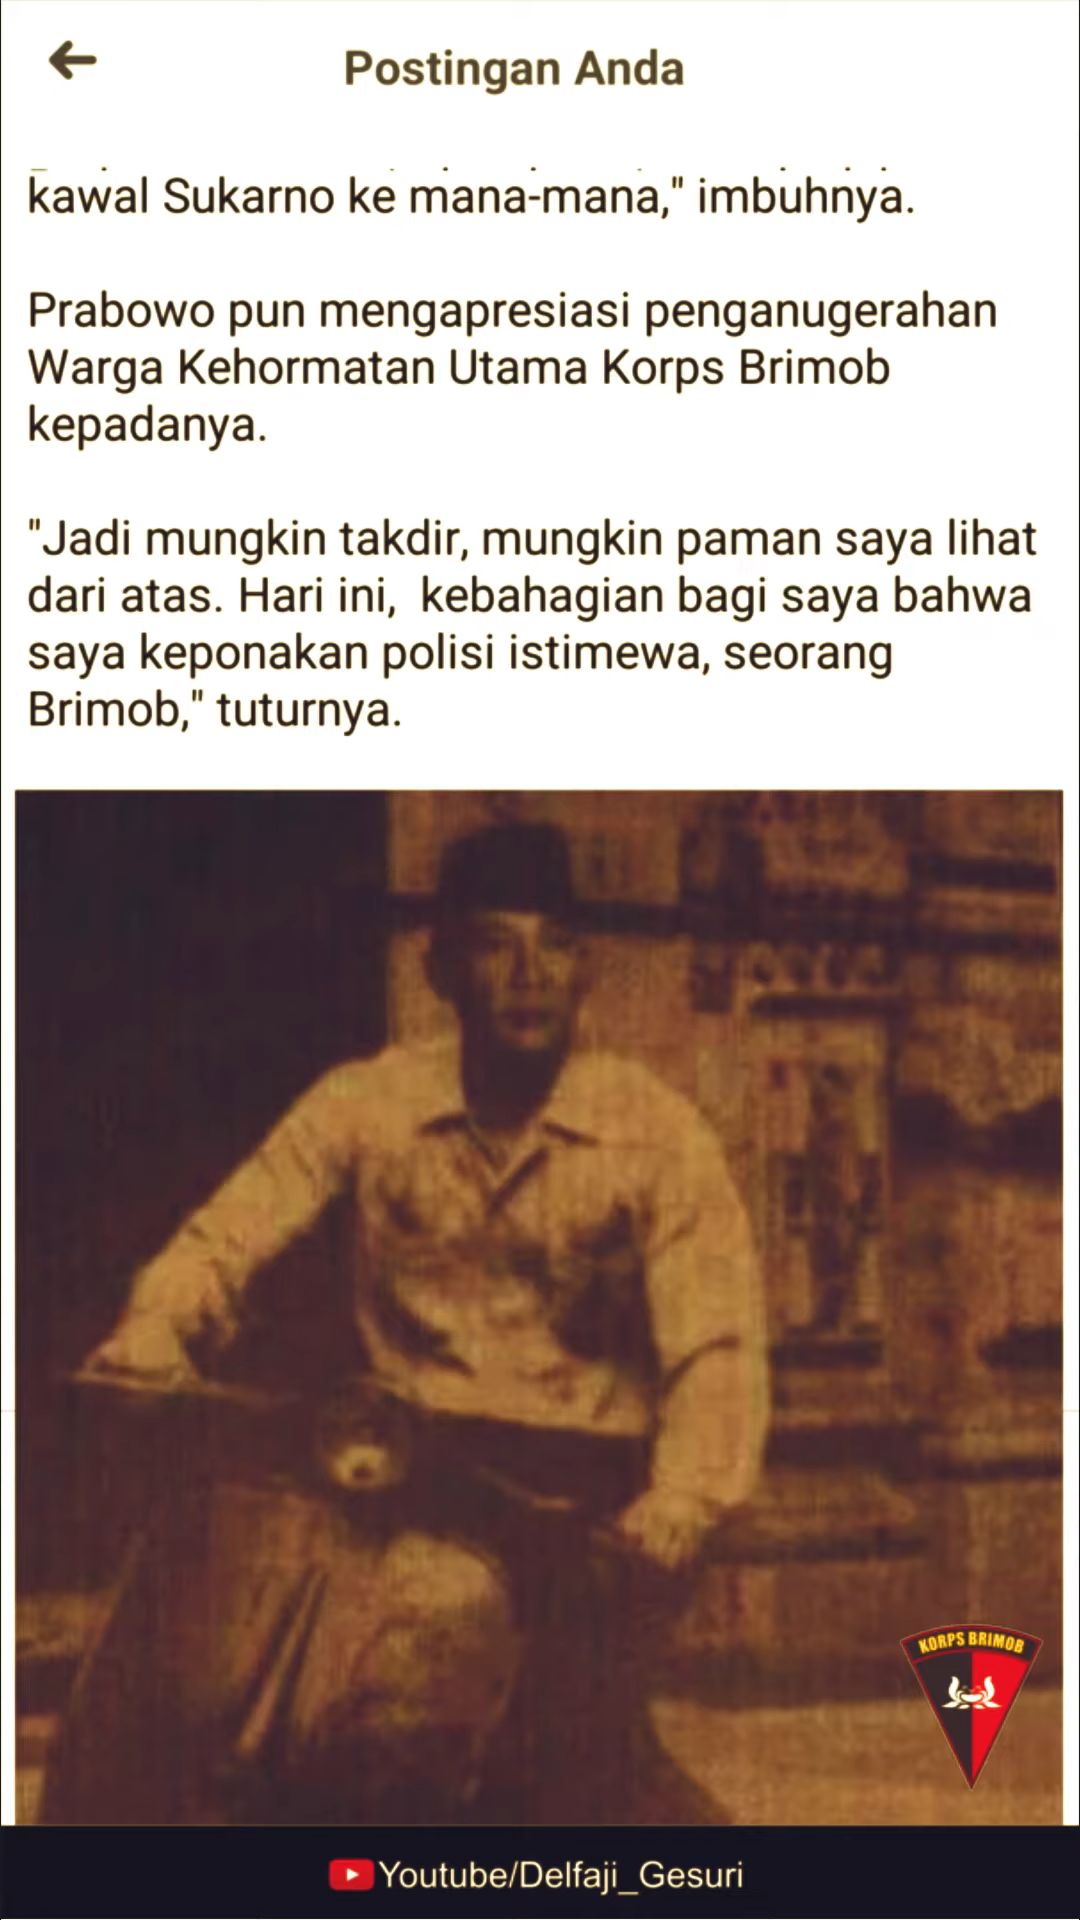 Postingan Anda
kawal Sukarno ke mana-mana," imbuhnya.
Prabowo pun mengapresiasi penganugerahan
Warga Kehormatan Utama Korps Brimob
kepadanya.
"Jadi mungkin takdir, mungkin paman saya lihat
dari atas. Hari ini,  kebahagian bagi saya bahwa
saya keponakan polisi istimewa, seorang
Brimob," tuturnya.
KORPS BRIMOB
Youtube/Delfaji_Gesuri